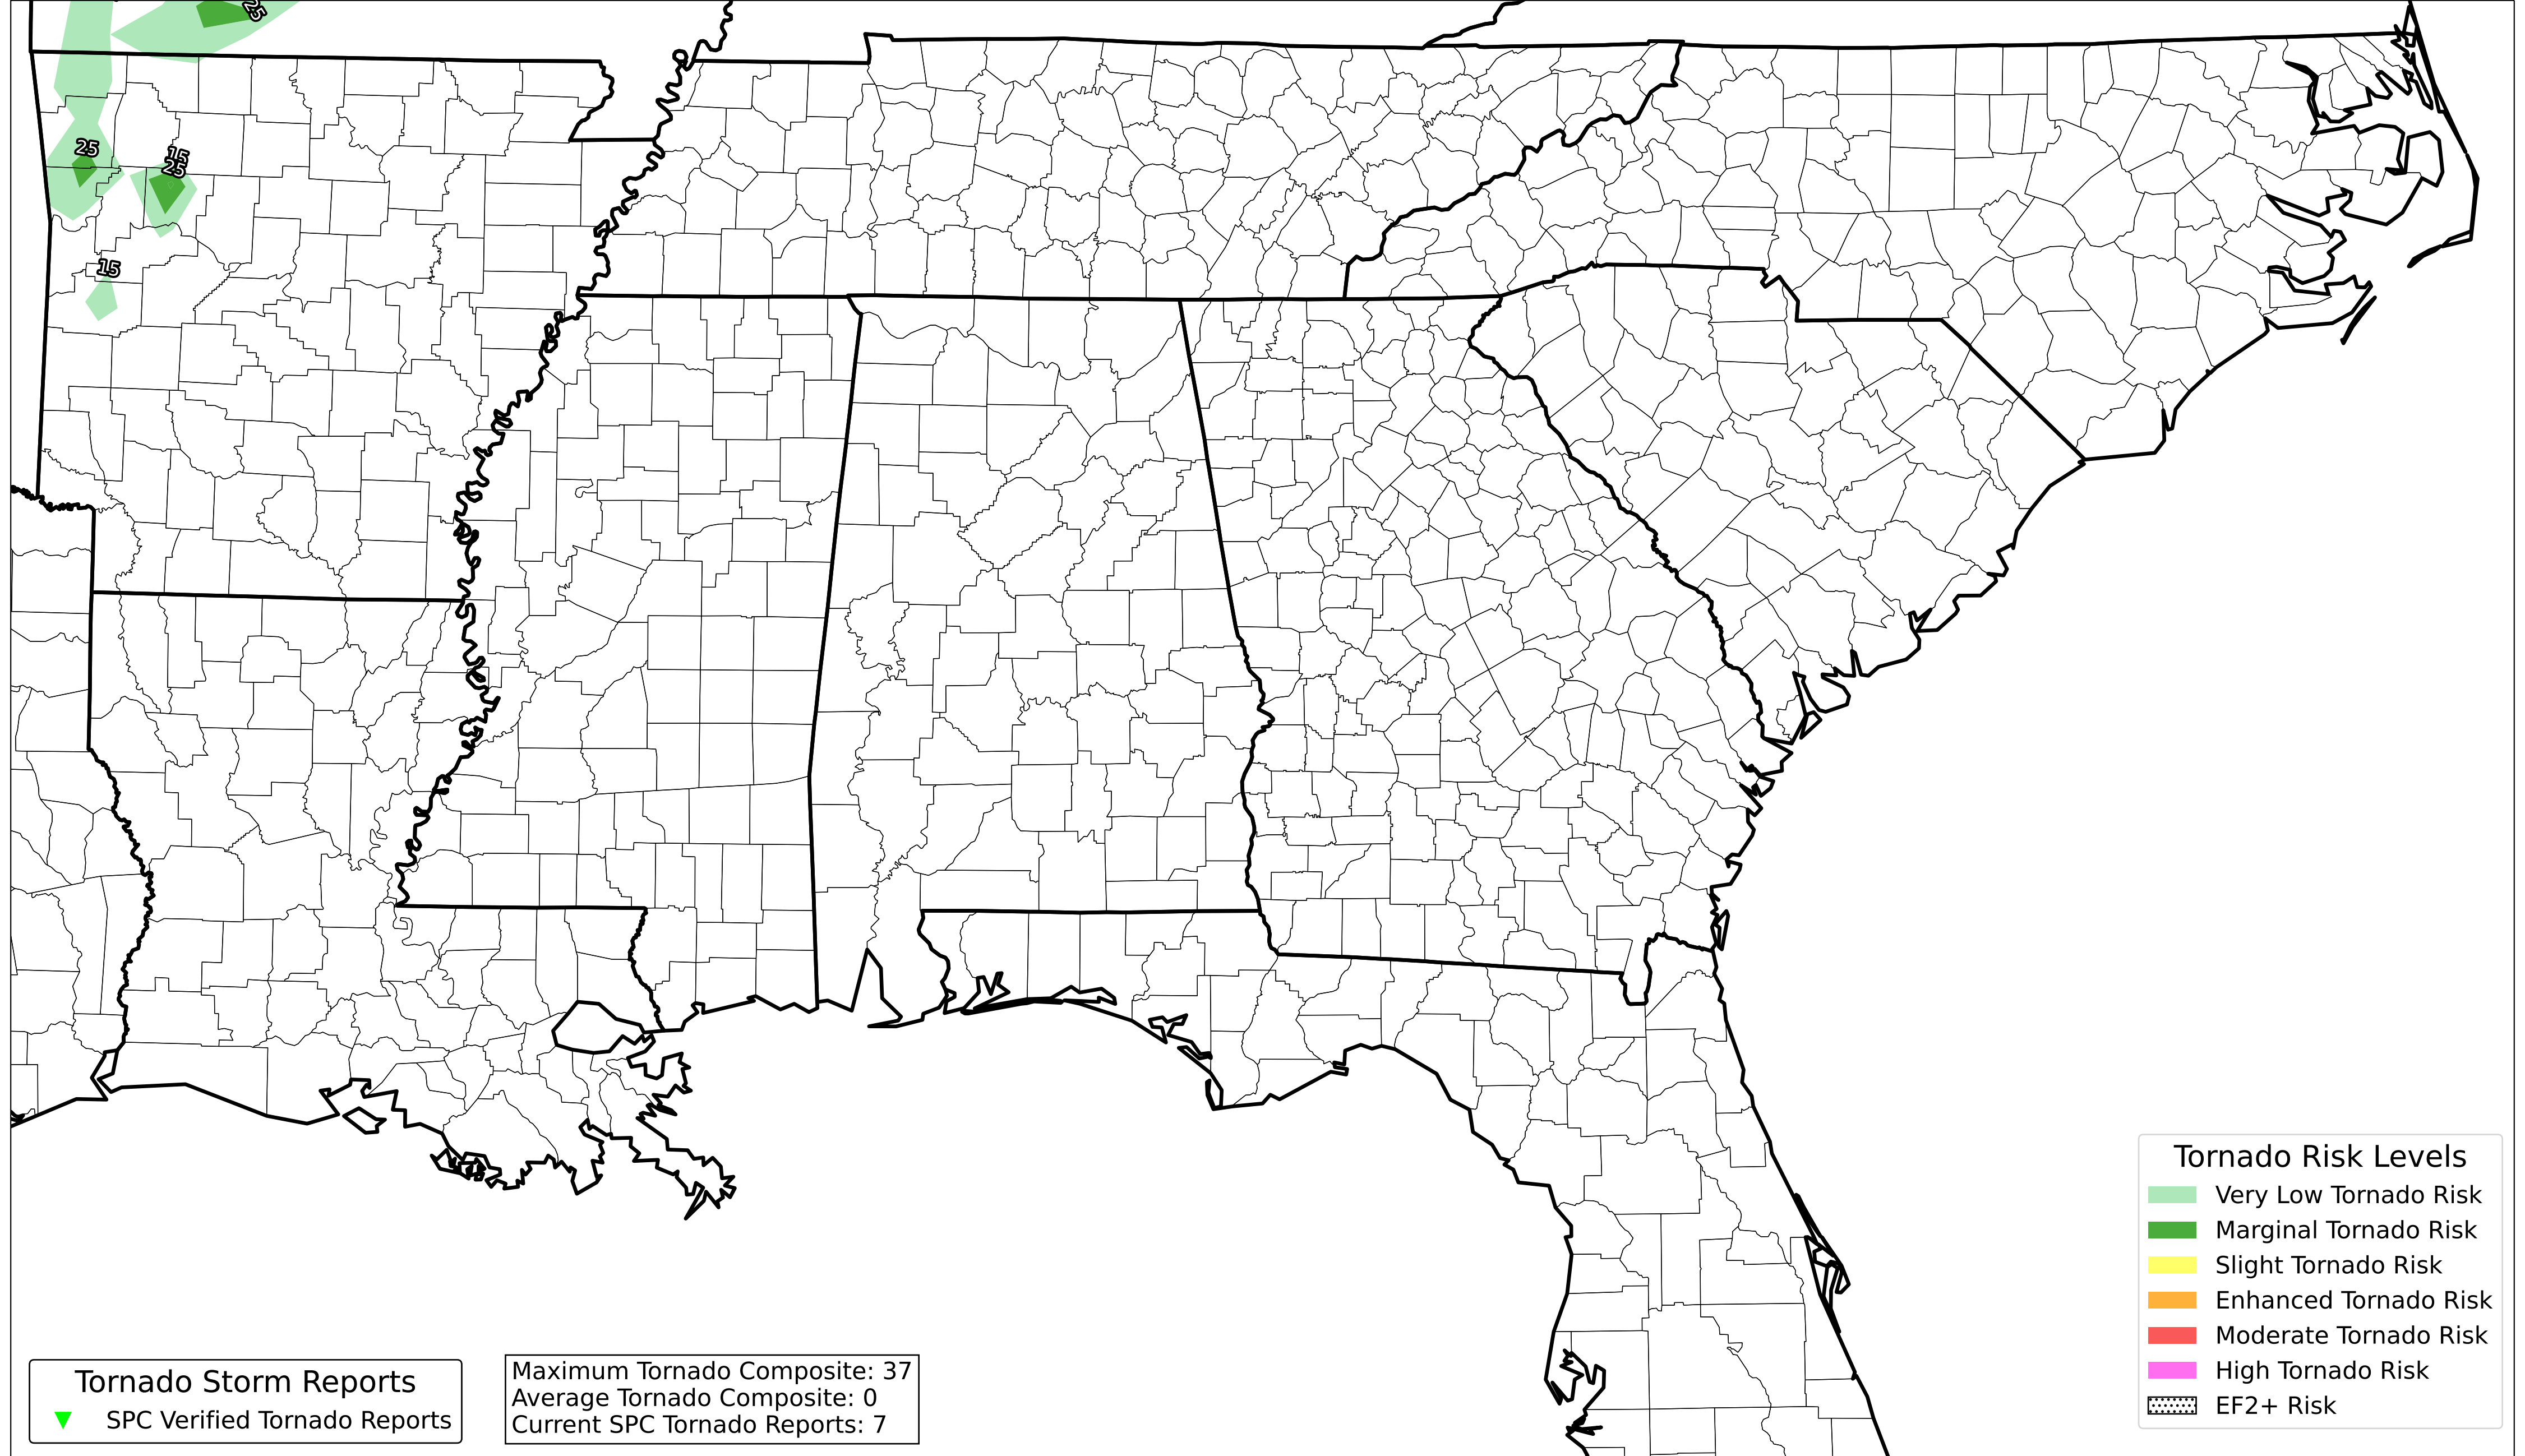 25
25
15
25
15
Tornado Storm Reports
SPC Verified Tornado Reports
Maximum Tornado Composite: 37
Average Tornado Composite: 0
Current SPC Tornado Reports: 7
Tornado Risk Levels
Very Low Tornado Risk
Marginal Tornado Risk
Slight Tornado Risk
Enhanced Tornado Risk
Moderate Tornado Risk
High Tornado Risk
EF2+ Risk